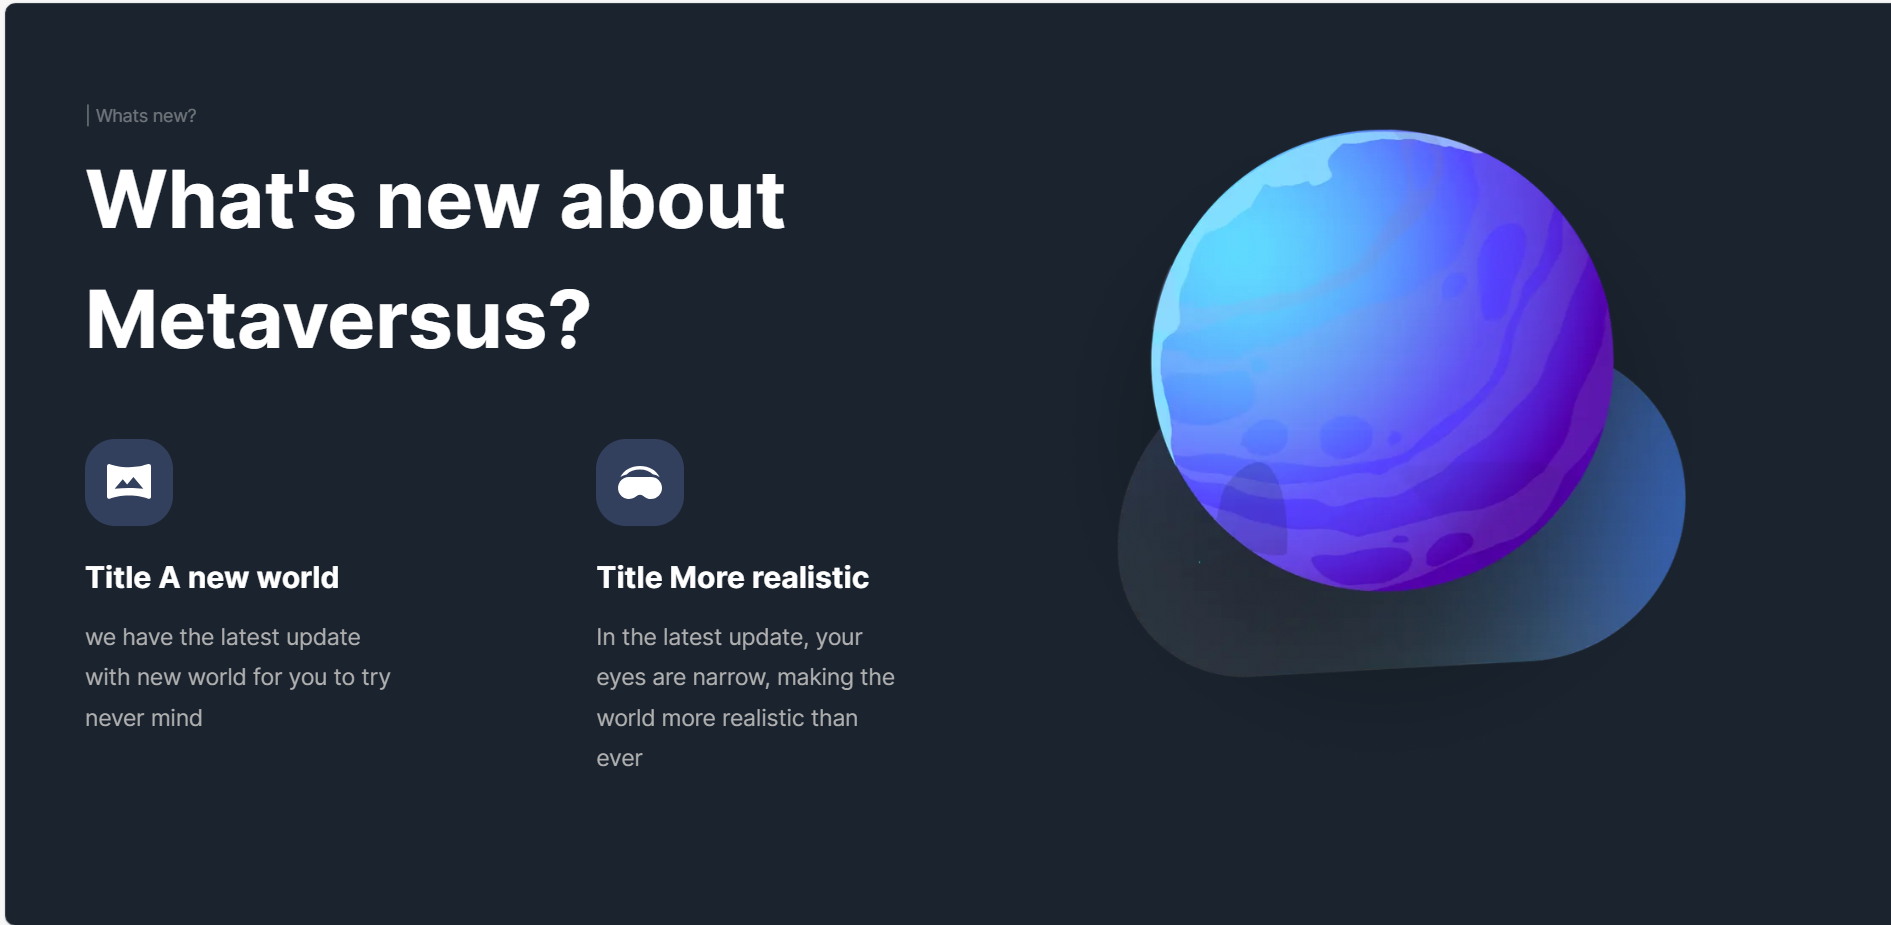 | Whats new?
What's new about
Metaversus?
Title A new world
we have the latest update
with new world for you to try
never mind
Title More realistic
In the latest update, your
eyes are narrow, making the
world more realistic than
ever